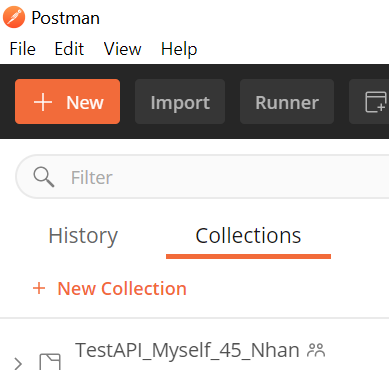 Postman
File Edit View Help
+ New Import Runner
Filter
History Collections
+ New Collection
TestAPI_Myself_45_Nhan